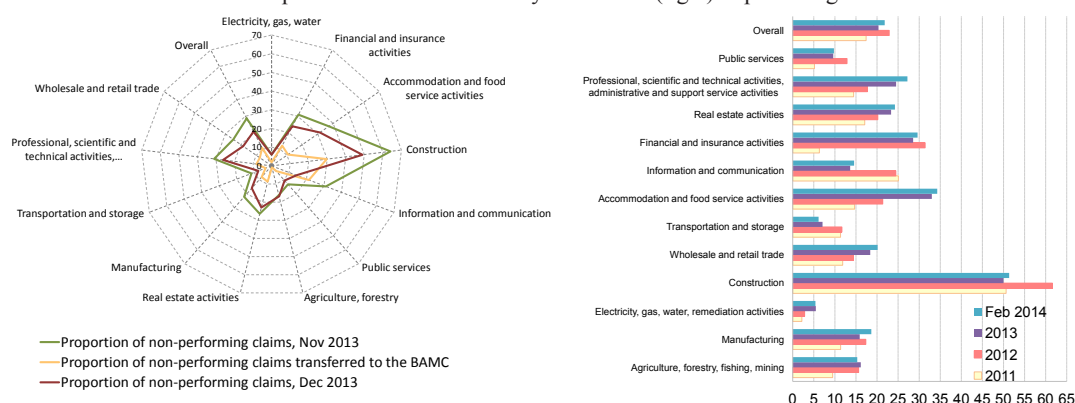 Electricity, gas, water
70
60
50
40
30
20
10
0
Financial and insurance
activities
Accommodation and food
service activities
Construction
Information and communication
Public services
Agriculture, forestry
Real estate activities
Manufacturing
Transportation and storage
Professional, scientific and
technical activities,...
Wholesale and retail trade
Overall
Proportion of non-performing claims, Nov 2013
Proportion of non-performing claims transferred to the BAMC
Proportion of non-performing claims, Dec 2013
Overall
Public services
Professional, scientific and technical activities,
administrative and support service activities
Real estate activities
Financial and insurance activities
Information and communication
Accommodation and food service activities
Transportation and storage
Wholesale and retail trade
Construction
Electricity, gas, water, remediation activities
Manufacturing
Agriculture, forestry, fishing, mining
Feb 2014
2013
2012
2011
0 5 10 15 20 25 30 35 40 45 50 55 60 65